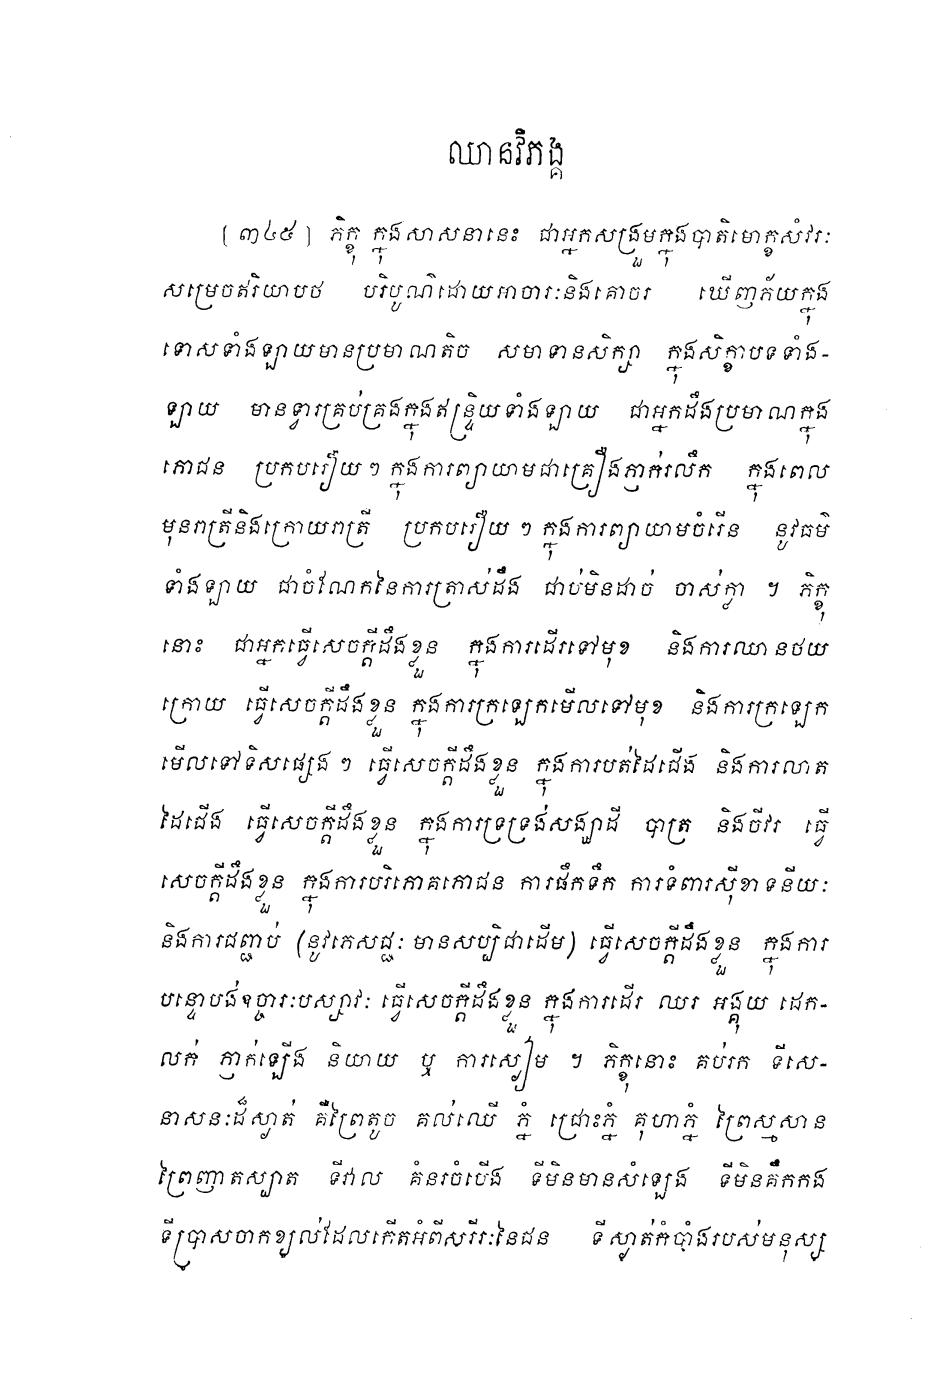 ឈានវិភង្គ
[៣៤៥] ភិក្ខុ ក្នុងសាសនានេះ ជាអ្នកសង្រួមក្នុងបាតិមោក្ខសំវរៈ
សម្រេចឥរិយាបថ បរិបូណ៌ដោយអាចារៈនិងគោចរ ឃើញភ័យក្នុង
ទោសទាំងឡាយមានប្រមាណតិច សមាទានសិក្សា ក្នុងសិក្ខាបទទាំង-
ឡាយ មានទ្វារគ្រប់គ្រងក្នុងឥន្ទ្រិយទាំងឡាយ ជាអ្នកដឹងប្រមាណក្នុង
ភោជន ប្រកបរឿយ ៗ ក្នុងការព្យាយាមជាគ្រឿងភ្ញាក់រលឹក ក្នុងពេល
មុនរាត្រីនិងក្រោយរាត្រី ប្រកបរឿយ ៗ ក្នុងការព្យាយាមចំរើន នូវធម៌
ទាំងឡាយ ជាចំណែកនៃការត្រាស់ដឹង ជាប់មិនដាច់ ចាស់ក្លា ។ ភិក្ខុ
នោះ ជាអ្នកធ្វើសេចក្តីដឹងខ្លួន ក្នុងការដើរទៅមុខ និងការឈានថយ
ក្រោយ ធ្វើសេចក្តីដឹងខ្លួន ក្នុងការក្រឡេកមើលទៅមុខ និងការក្រឡេក
មើលទៅទិសផ្សេង ៗ ធ្វើសេចក្តីដឹងខ្លួន ក្នុងការបត់ដៃជើង និងការលាត
ដៃជើង ធ្វើសេចក្តីដឹងខ្លួន ក្នុងការទ្រទ្រង់សង្ឃាដី បាត្រ និងចីវរ ធ្វើ
សេចក្តីដឹងខ្លួន ក្នុងការបរិភោគភោជន ការផឹកទឹក ការទំពារស៊ីខាទនីយៈ
និងការជញ្ជាប់ (នូវភេសជ្ជៈ មានសប្បិជាដើម) ធ្វើសេចក្តីដឹងខ្លួន ក្នុងការ
បន្ទោបង់ឧច្ចារៈបស្សាវៈ ធ្វើសេចក្តីដឹងខ្លួន ក្នុងការដើរ ឈរ អង្គុយ ដេក-
លក់ ភ្ញាក់ឡើង និយាយ ឬ ការស្ងៀម ។ ភិក្ខុនោះ គប់រក ទីសេ-
នាសនៈដ៏ស្ងាត់ គឺព្រៃតូច គល់ឈើ ភ្នំ ជ្រោះភ្នំ គុហាភ្នំ ព្រៃស្មសាន
ព្រៃញាតស្បាត ទីវាល គំនរចំបើង ទីមិនមានសំឡេង ទីមិនគឹកកង
ទីប្រាសចាកខ្យល់ដែលកើតអំពីសរីរៈនៃជន ទីស្ងាត់កំបាំងរបស់មនុស្ស